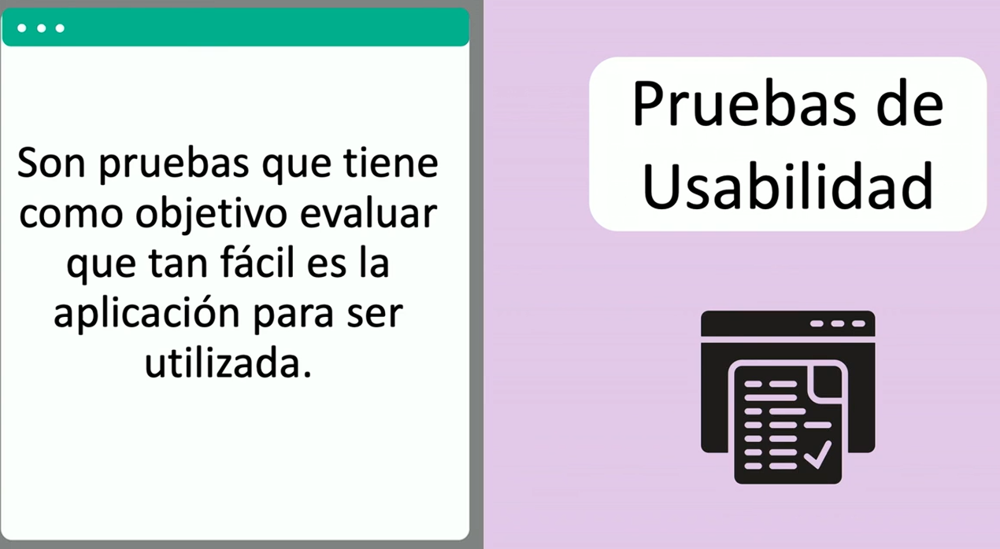 Son pruebas que tiene
como objetivo evaluar
que tan fácil es la
aplicación para ser
utilizada.
Pruebas de
Usabilidad